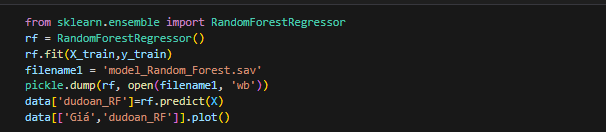 from sklearn.ensemble import RandomForestRegressor
rf = RandomForestRegressor()
rf.fit(X_train,y_train)
filename1 = 'model_Random_Forest.sav'
pickle.dump(rf, open(filename1, 'wb'))
data['dudoan_RF']=rf.predict(X)
data[['Giá','dudoan_RF']].plot()